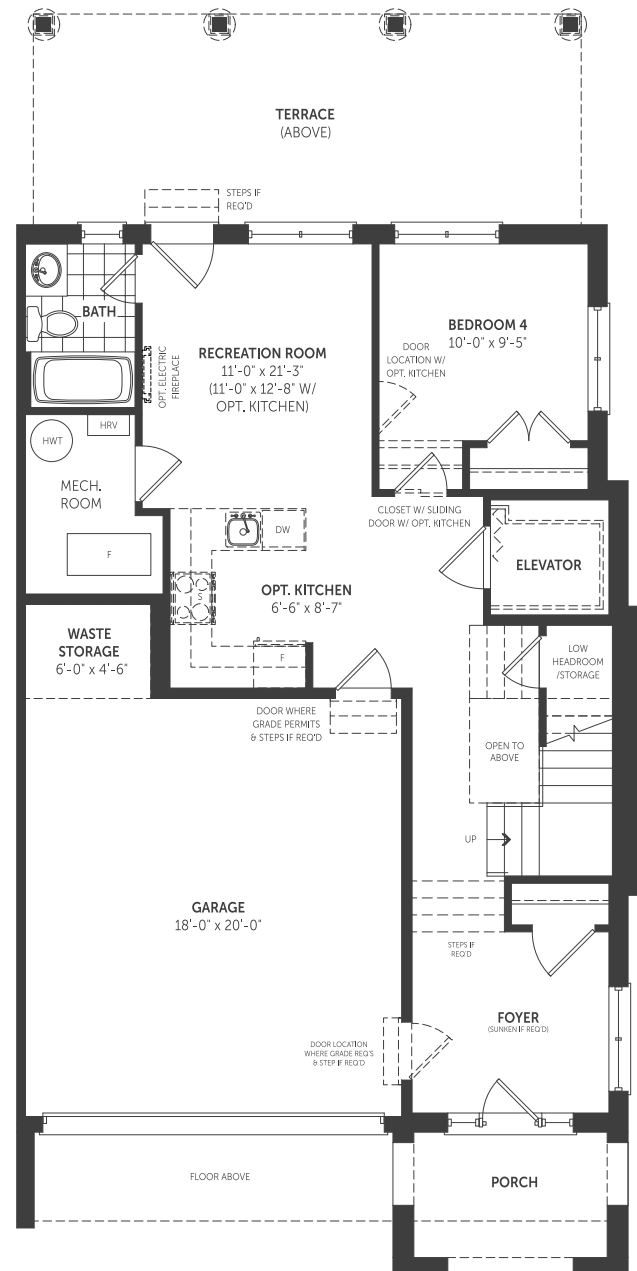 TERRACE
(ABOVE)
STEPS IF
REQ'D
BATH
OPT. ELECTRIC
FIREPLACE
RECREATION ROOM
11'-0" x 21'-3"
(11'-0" x 12'-8" W/
OPT. KITCHEN)
BEDROOM 4
10'-0" x 9'-5"
DOOR
LOCATION W/
OPT. KITCHEN
HWT
HRV
MECH.
ROOM
F
CLOSET W/ SLIDING
DOOR W/ OPT. KITCHEN
DW
S
OPT. KITCHEN
6'-6" x 8'-7"
F
ELEVATOR
WASTE
STORAGE
6'-0" x 4'-6"
LOW
HEADROOM
/STORAGE
DOOR WHERE
GRADE PERMITS
& STEPS IF REQ'D
OPEN TO
ABOVE
UP
GARAGE
18'-0" x 20'-0"
STEPS IF
REQ'D
FOYER
(SUNKEN IF REQ'D)
DOOR LOCATION
WHERE GRADE REQ'S
& STEP IF REQ'D
FLOOR ABOVE
PORCH